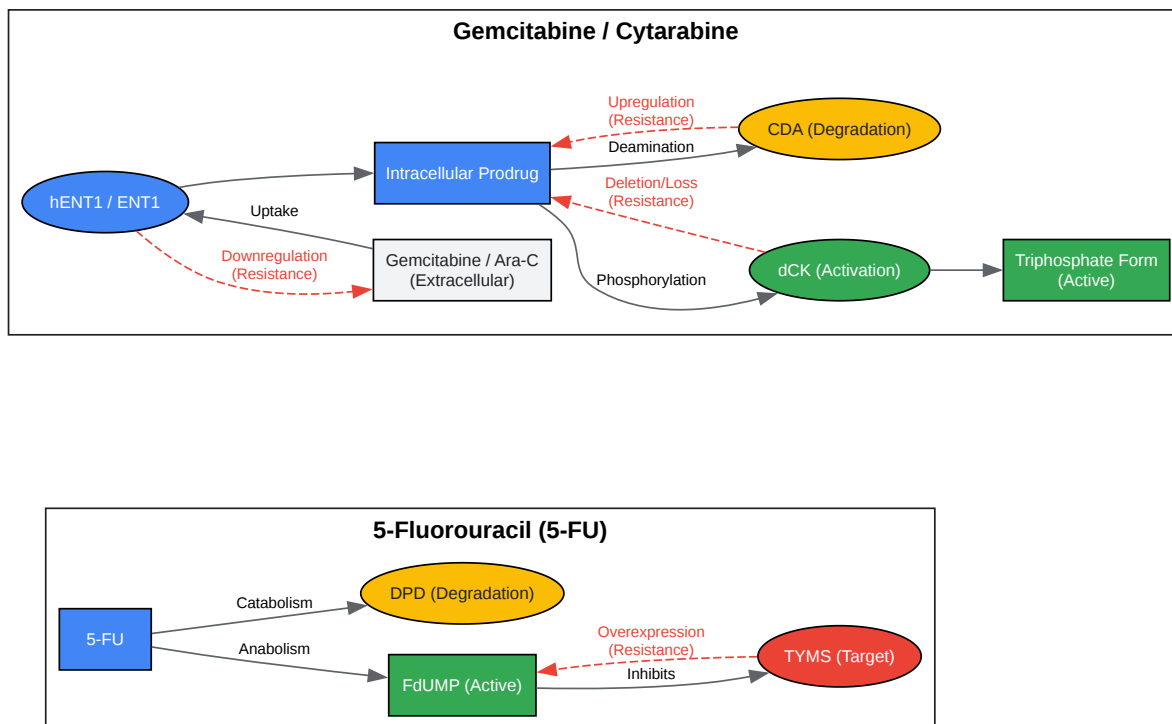 Gemcitabine / Cytarabine
Upregulation
(Resistance)
CDA (Degradation)
Deamination
Intracellular Prodrug
hENT1 / ENT1
Deletion/Loss
(Resistance)
Uptake
Downregulation
(Resistance)
Gemcitabine / Ara-C
(Extracellular)
Phosphorylation
dCK (Activation)
Triphosphate Form
(Active)
5-Fluorouracil (5-FU)
DPD (Degradation)
Catabolism
5-FU
Anabolism
Overexpression
(Resistance)
TYMS (Target)
FdUMP (Active)
Inhibits